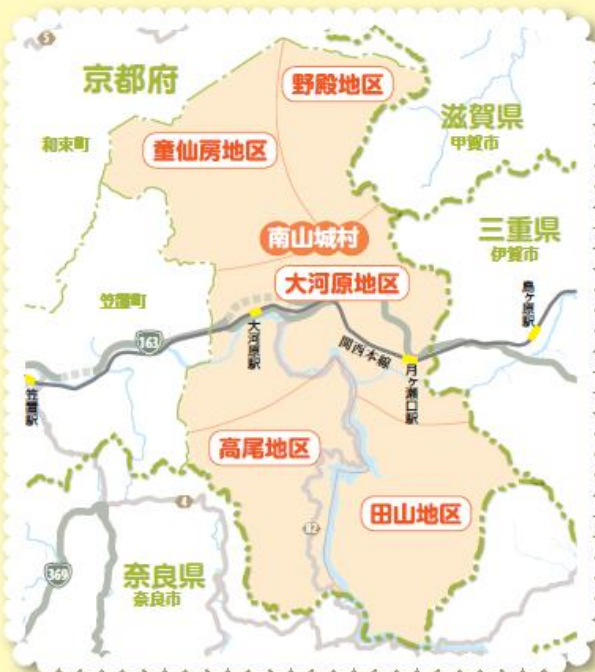 5
京都府
野殿地区
滋賀県
甲賀市
和束町
童仙房地区
南山城村
三重県
伊賀市
笠置町
大河原地区
島ヶ原駅
163
大河原駅
関西本線
月ヶ瀬口駅
笠置駅
高尾地区
4
82
田山地区
369
奈良県
奈良市